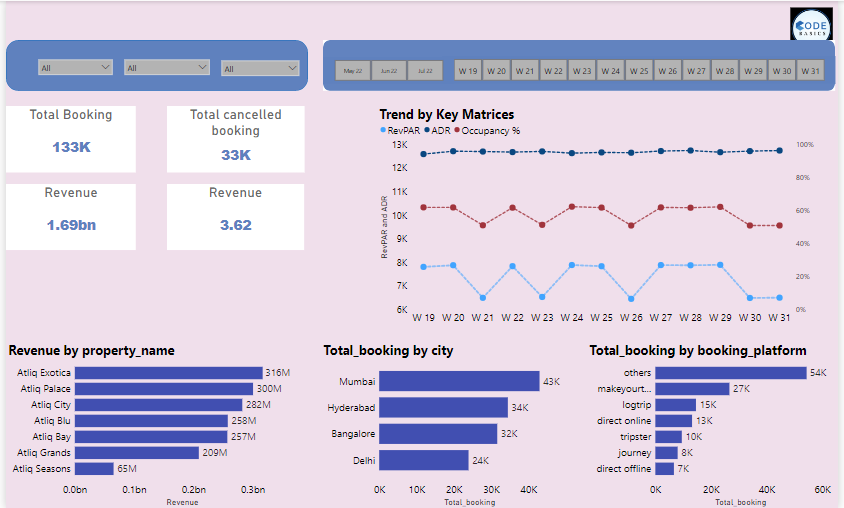 CODE
BASICS
All All All
May 22 Jun 22 Jul 22 W 19 W 20 W 21 W 22 W 23 W 24 W 25 W 26 W 27 W 28 W 29 W 30 W 31
Total Booking
133K
Total cancelled
booking
33K
Revenue
1.69bn
Revenue
3.62
Trend by Key Matrices
RevPAR ADR Occupancy %
RevPAR and ADR
13K
12K
11K
10K
9K
8K
7K
6K
100%
80%
60%
40%
20%
0%
W 19 W 20 W 21 W 22 W 23 W 24 W 25 W 26 W 27 W 28 W 29 W 30 W 31
Revenue by property_name
Atliq Exotica 316M
Atliq Palace 300M
Atliq City 282M
Atliq Blu 258M
Atliq Bay 257M
Atliq Grands 209M
Atliq Seasons 65M
0.0bn 0.1bn 0.2bn 0.3bn
Revenue
Total_booking by city
Mumbai 43K
Hyderabad 34K
Bangalore 32K
Delhi 24K
0K 10K 20K 30K 40K
Total_booking
Total_booking by booking_platform
others 54K
makeyourt... 27K
logtrip 15K
direct online 13K
tripster 10K
journey 8K
direct offline 7K
0K 20K 40K 60K
Total_booking